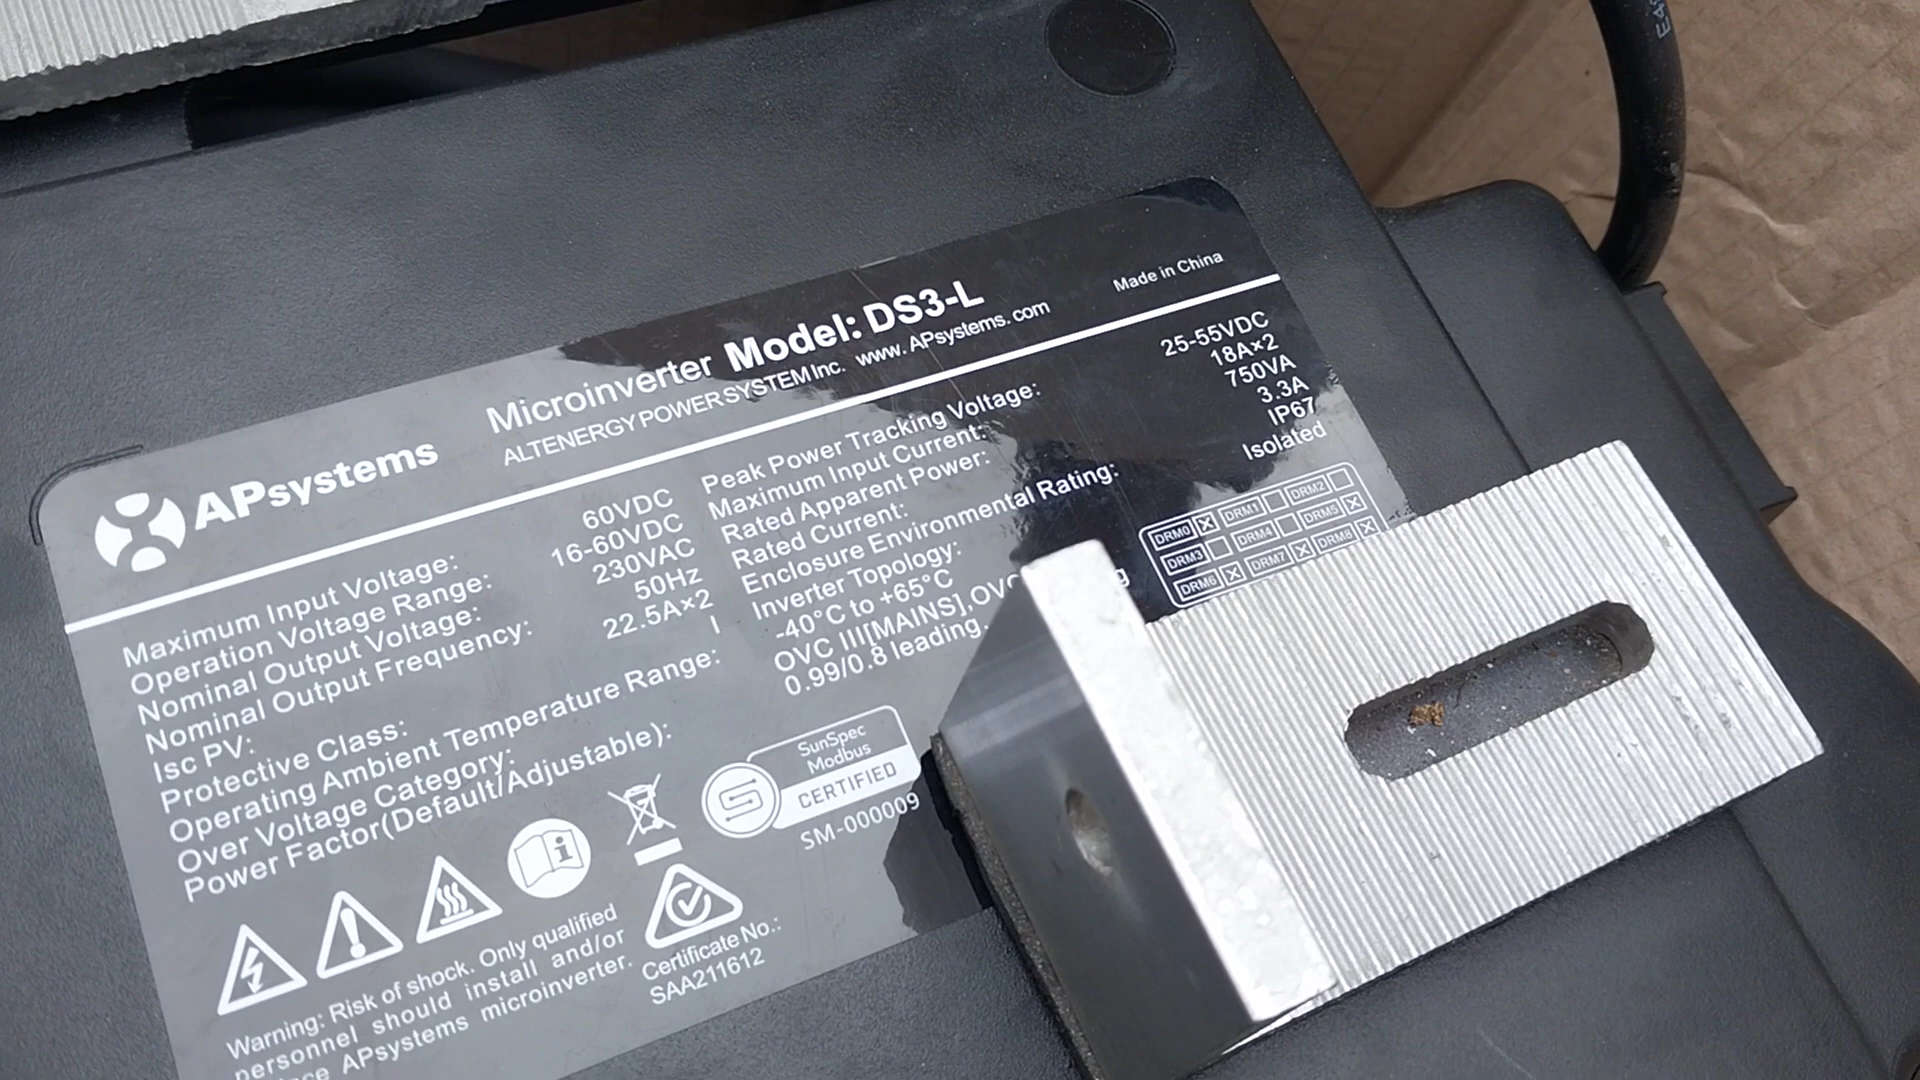 Made in China
Microinverter Model: DS3-L
APsystems
ALTENERGY POWER SYSTEM Inc. www.APsystems.com
Maximum Input Voltage: 60VDC
Operation Voltage Range: 16-60VDC
Nominal Output Voltage: 230VAC
Nominal Output Frequency: 50Hz
Isc PV: 22.5A×2
Protective Class: I
Operating Ambient Temperature Range: -40°C to +65°C
Over Voltage Category: OVC III[MAINS],OVC
Power Factor(Default/Adjustable): 0.99/0.8 leading
Peak Power Tracking Voltage: 25-55VDC
Maximum Input Current: 18A×2
Rated Apparent Power: 750VA
Rated Current: 3.3A
Enclosure Environmental Rating: IP67
Inverter Topology: Isolated
DRM0 DRM1 DRM2
DRM3 DRM4 DRM5
DRM6 DRM7 DRM8
SunSpec
Modbus
CERTIFIED
SM-000009
Warning: Risk of shock. Only qualified
personnel should install and/or
APsystems microinverter.
Certificate No.:
SAA211612